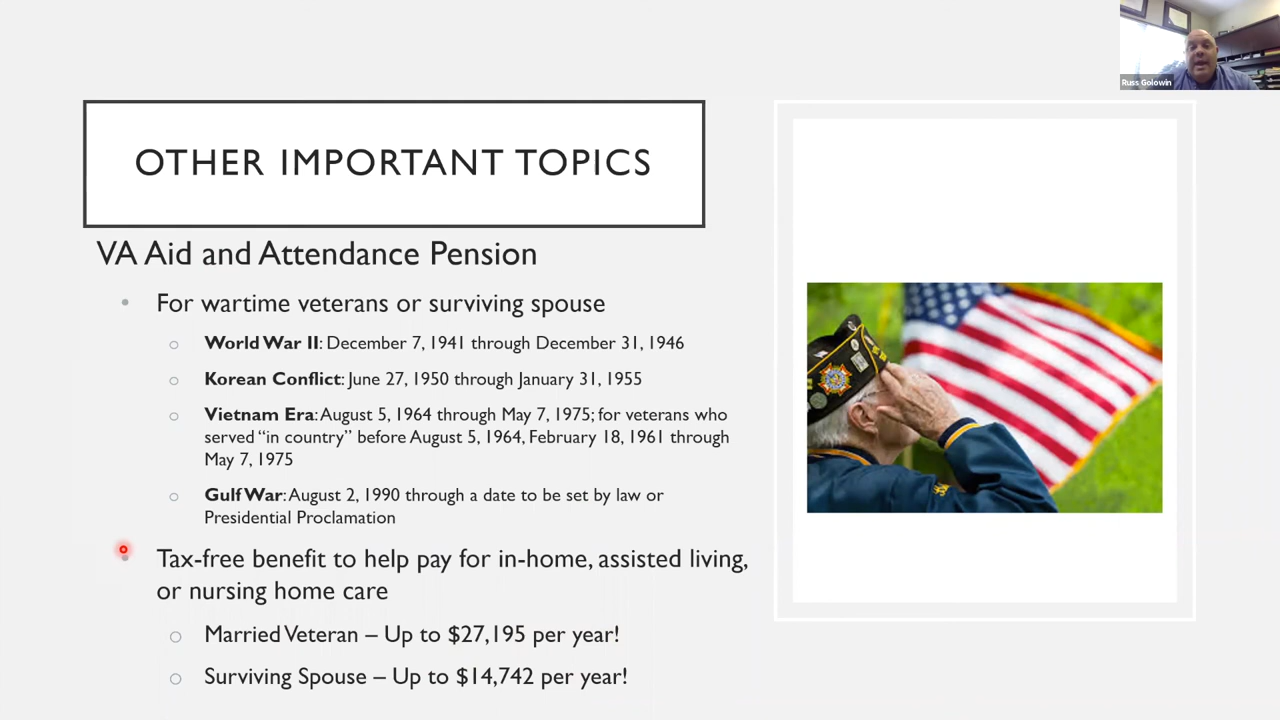 Russ Golowin
OTHER IMPORTANT TOPICS
VA Aid and Attendance Pension
• For wartime veterans or surviving spouse
○ World War II: December 7, 1941 through December 31, 1946
○ Korean Conflict: June 27, 1950 through January 31, 1955
○ Vietnam Era: August 5, 1964 through May 7, 1975; for veterans who
served “in country” before August 5, 1964, February 18, 1961 through
May 7, 1975
○ Gulf War: August 2, 1990 through a date to be set by law or
Presidential Proclamation
• Tax-free benefit to help pay for in-home, assisted living,
or nursing home care
○ Married Veteran – Up to $27,195 per year!
○ Surviving Spouse – Up to $14,742 per year!